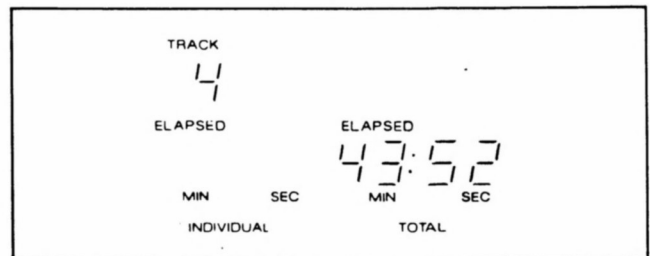 TRACK
4
ELAPSED ELAPSED
43:52
MIN SEC MIN SEC
INDIVIDUAL TOTAL